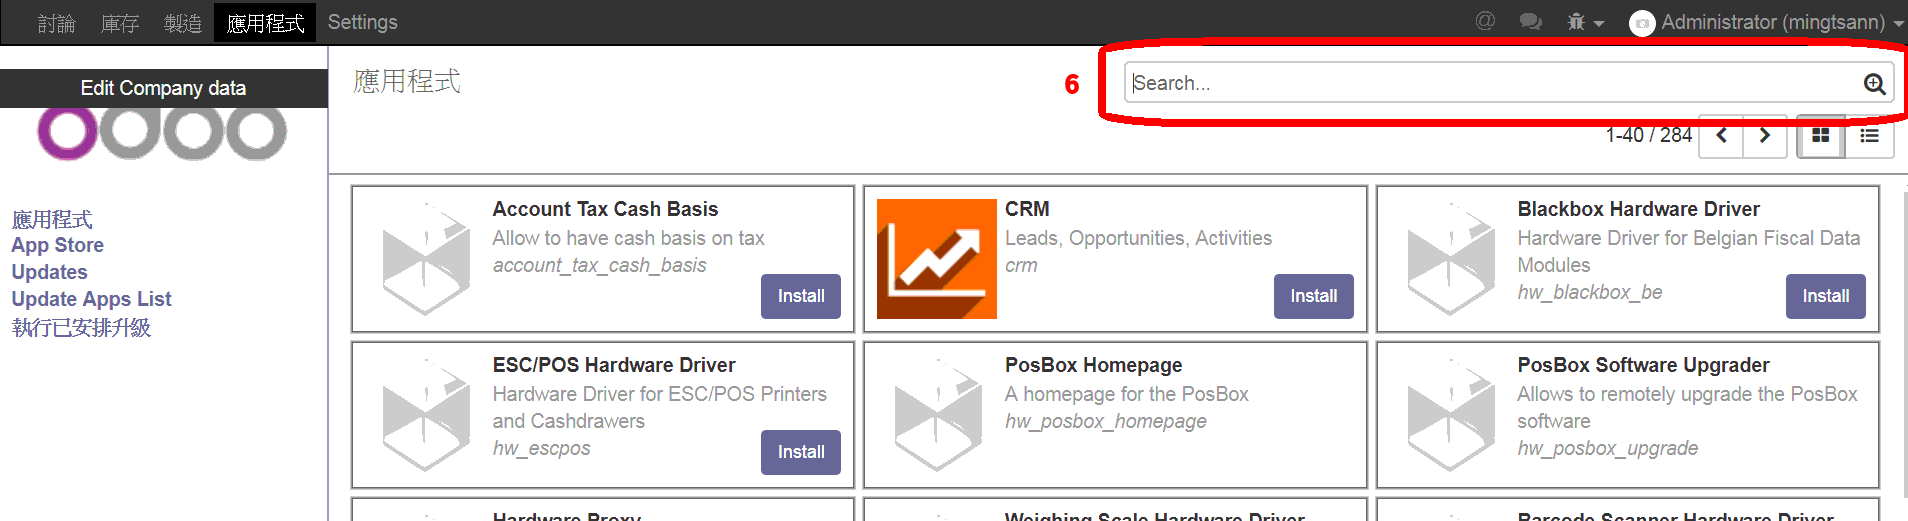 討論 庫存 製造 應用程式 Settings @ Administrator (mingtsann)
Edit Company data
odoo
應用程式
App Store
Updates
Update Apps List
執行已安排升級
應用程式
6
Search...
1-40 / 284
Account Tax Cash Basis
Allow to have cash basis on tax
account_tax_cash_basis
Install
CRM
Leads, Opportunities, Activities
crm
Install
Blackbox Hardware Driver
Hardware Driver for Belgian Fiscal Data
Modules
hw_blackbox_be
Install
ESC/POS Hardware Driver
Hardware Driver for ESC/POS Printers
and Cashdrawers
hw_escpos
Install
PosBox Homepage
A homepage for the PosBox
hw_posbox_homepage
PosBox Software Upgrader
Allows to remotely upgrade the PosBox
software
hw_posbox_upgrade
Hardware Proxy
Weighing Scale Hardware Driver
Barcode Scanner Hardware Driver